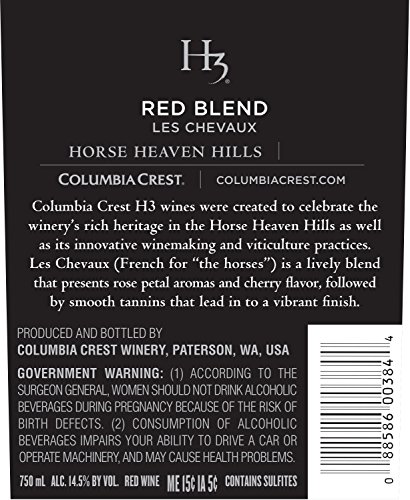 H3®
RED BLEND
LES CHEVAUX
HORSE HEAVEN HILLS
COLUMBIA CREST® | COLUMBIACREST.COM
Columbia Crest H3 wines were created to celebrate the
winery's rich heritage in the Horse Heaven Hills as well
as its innovative winemaking and viticulture practices.
Les Chevaux (French for “the horses”) is a lively blend
that presents rose petal aromas and cherry flavor, followed
by smooth tannins that lead in to a vibrant finish.
PRODUCED AND BOTTLED BY
COLUMBIA CREST WINERY, PATERSON, WA, USA
GOVERNMENT WARNING: (1) ACCORDING TO THE
SURGEON GENERAL, WOMEN SHOULD NOT DRINK ALCOHOLIC
BEVERAGES DURING PREGNANCY BECAUSE OF THE RISK OF
BIRTH DEFECTS. (2) CONSUMPTION OF ALCOHOLIC
BEVERAGES IMPAIRS YOUR ABILITY TO DRIVE A CAR OR
OPERATE MACHINERY, AND MAY CAUSE HEALTH PROBLEMS.
750 ml ALC. 14.5% BY VOL. RED WINE ME 15¢ IA 5¢ CONTAINS SULFITES
0 88586 00384 4